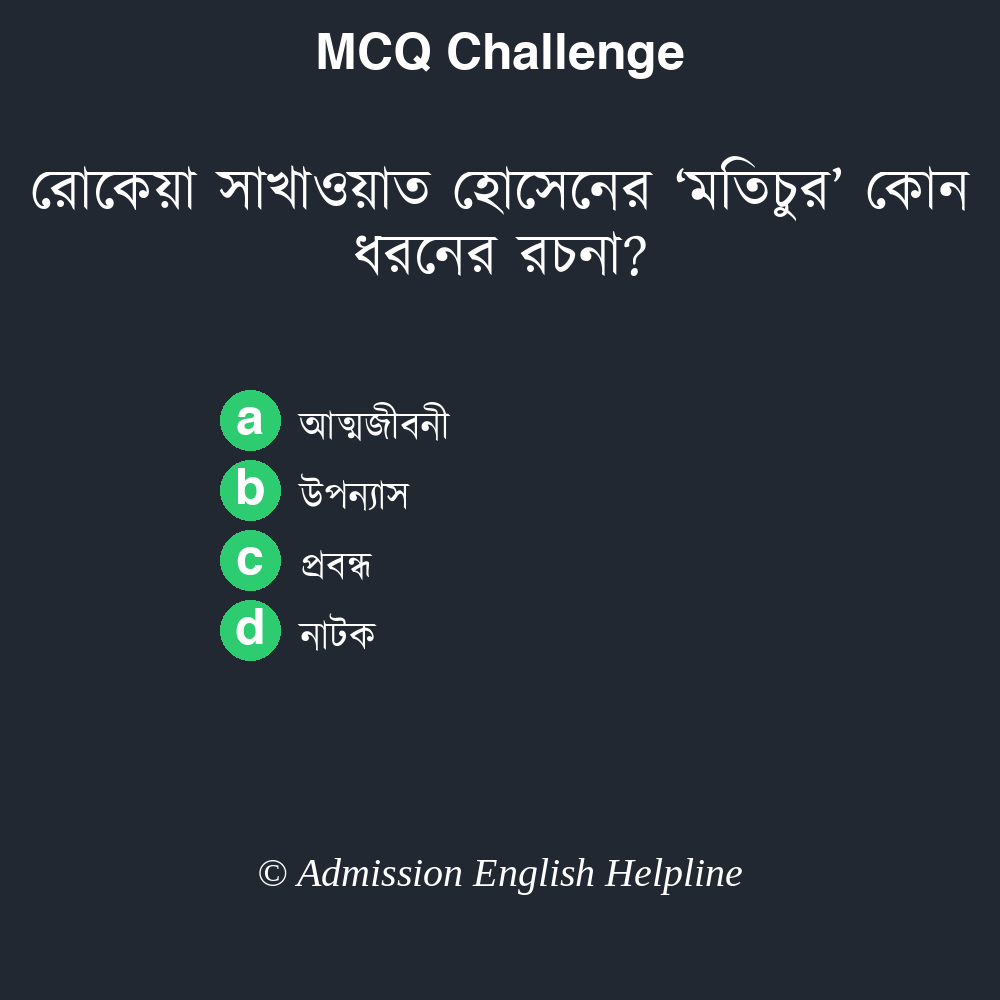 MCQ Challenge
রোকেয়া সাখাওয়াত হোসেনের ‘মতিচুর’ কোন
ধরনের রচনা?
a আত্মজীবনী
b উপন্যাস
c প্রবন্ধ
d নাটক
© Admission English Helpline